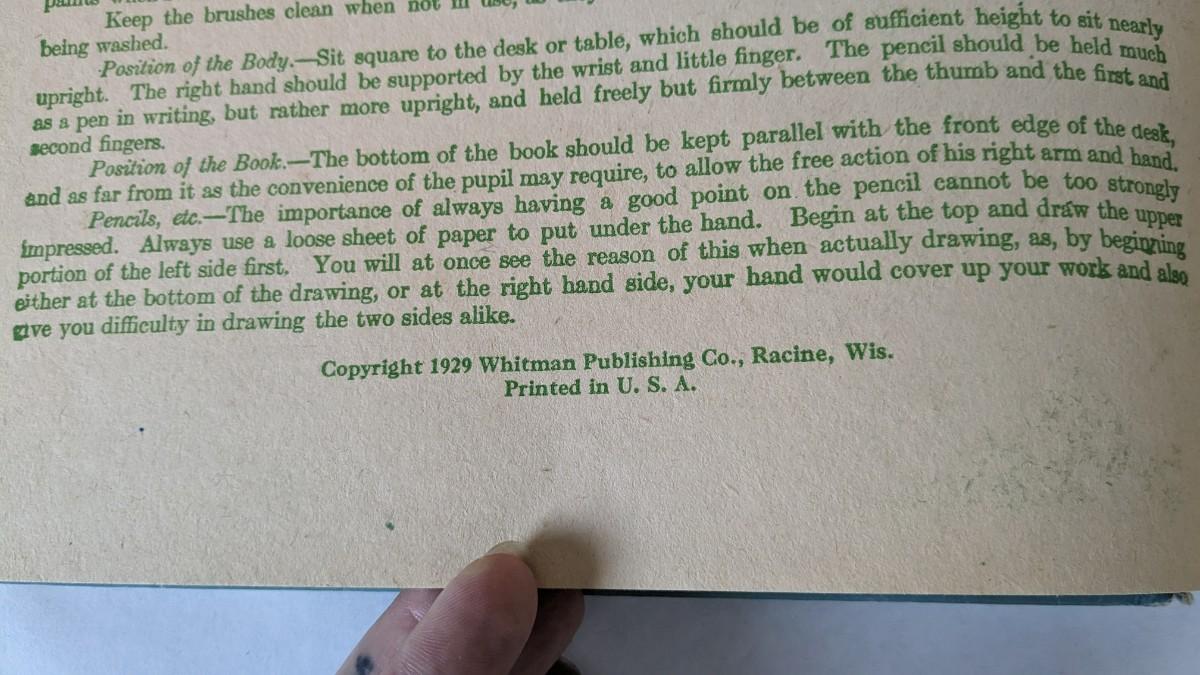 Keep the brushes clean when not in use,
being washed.
Position of the Body.—Sit square to the desk or table, which should be of sufficient height to sit nearly
upright. The right hand should be supported by the wrist and little finger. The pencil should be held much
as a pen in writing, but rather more upright, and held freely but firmly between the thumb and the first and
second fingers.
Position of the Book.—The bottom of the book should be kept parallel with the front edge of the desk,
and as far from it as the convenience of the pupil may require, to allow the free action of his right arm and hand.
Pencils, etc.—The importance of always having a good point on the pencil cannot be too strongly
impressed. Always use a loose sheet of paper to put under the hand. Begin at the top and draw the upper
portion of the left side first. You will at once see the reason of this when actually drawing, as, by beginning
either at the bottom of the drawing, or at the right hand side, your hand would cover up your work and also
give you difficulty in drawing the two sides alike.
Copyright 1929 Whitman Publishing Co., Racine, Wis.
Printed in U. S. A.